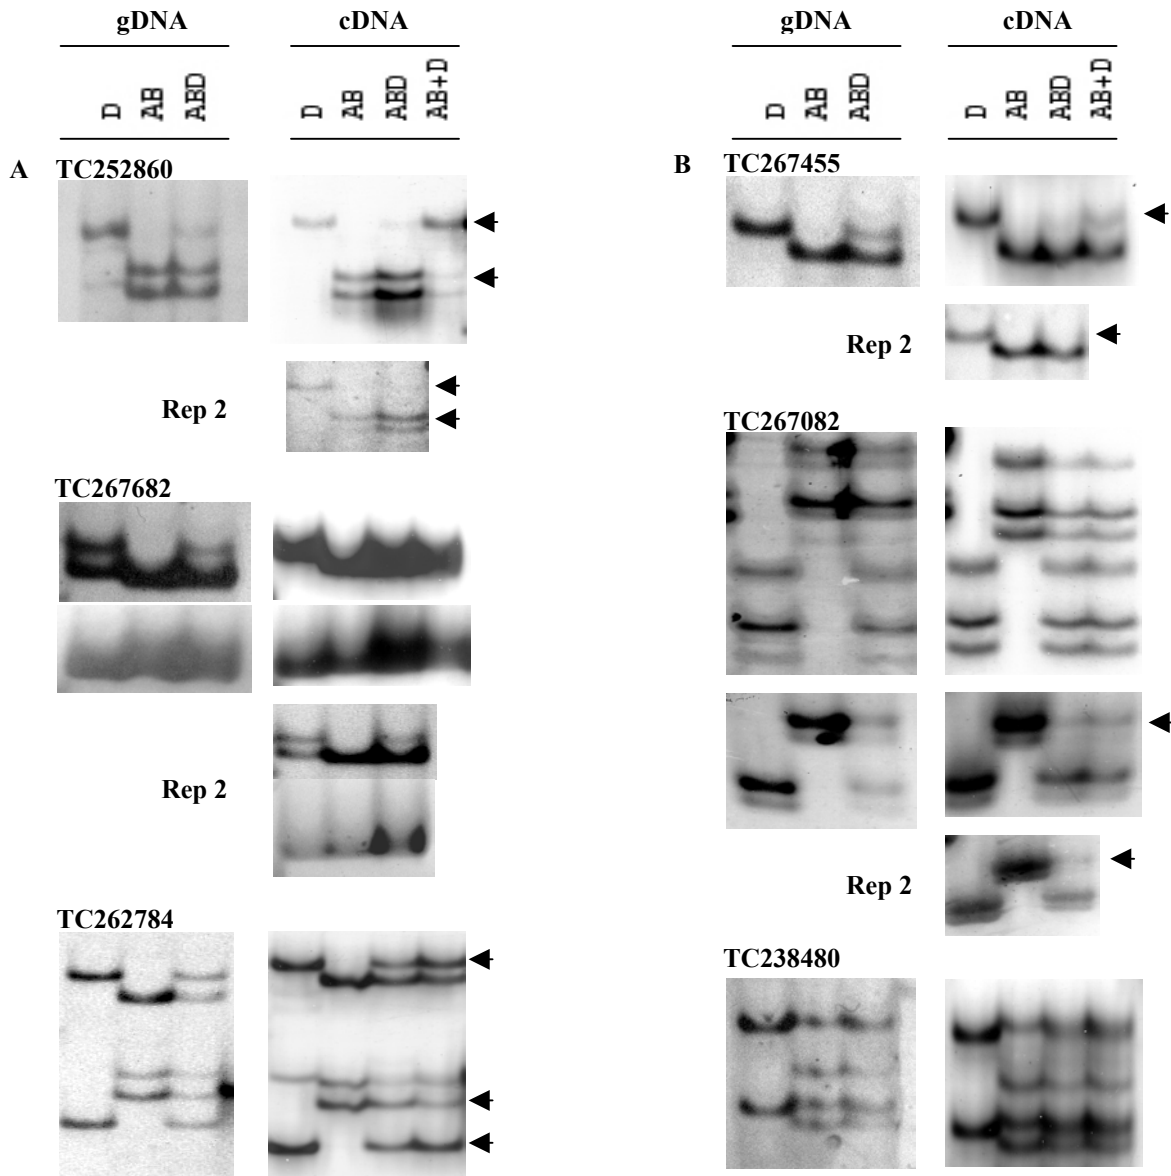 gDNA cDNA
D AB ABD D AB ABD AB+D
A TC252860
Rep 2
TC267682
Rep 2
TC262784
gDNA cDNA
D AB ABD D AB ABD AB+D
B TC267455
Rep 2
TC267082
Rep 2
TC238480